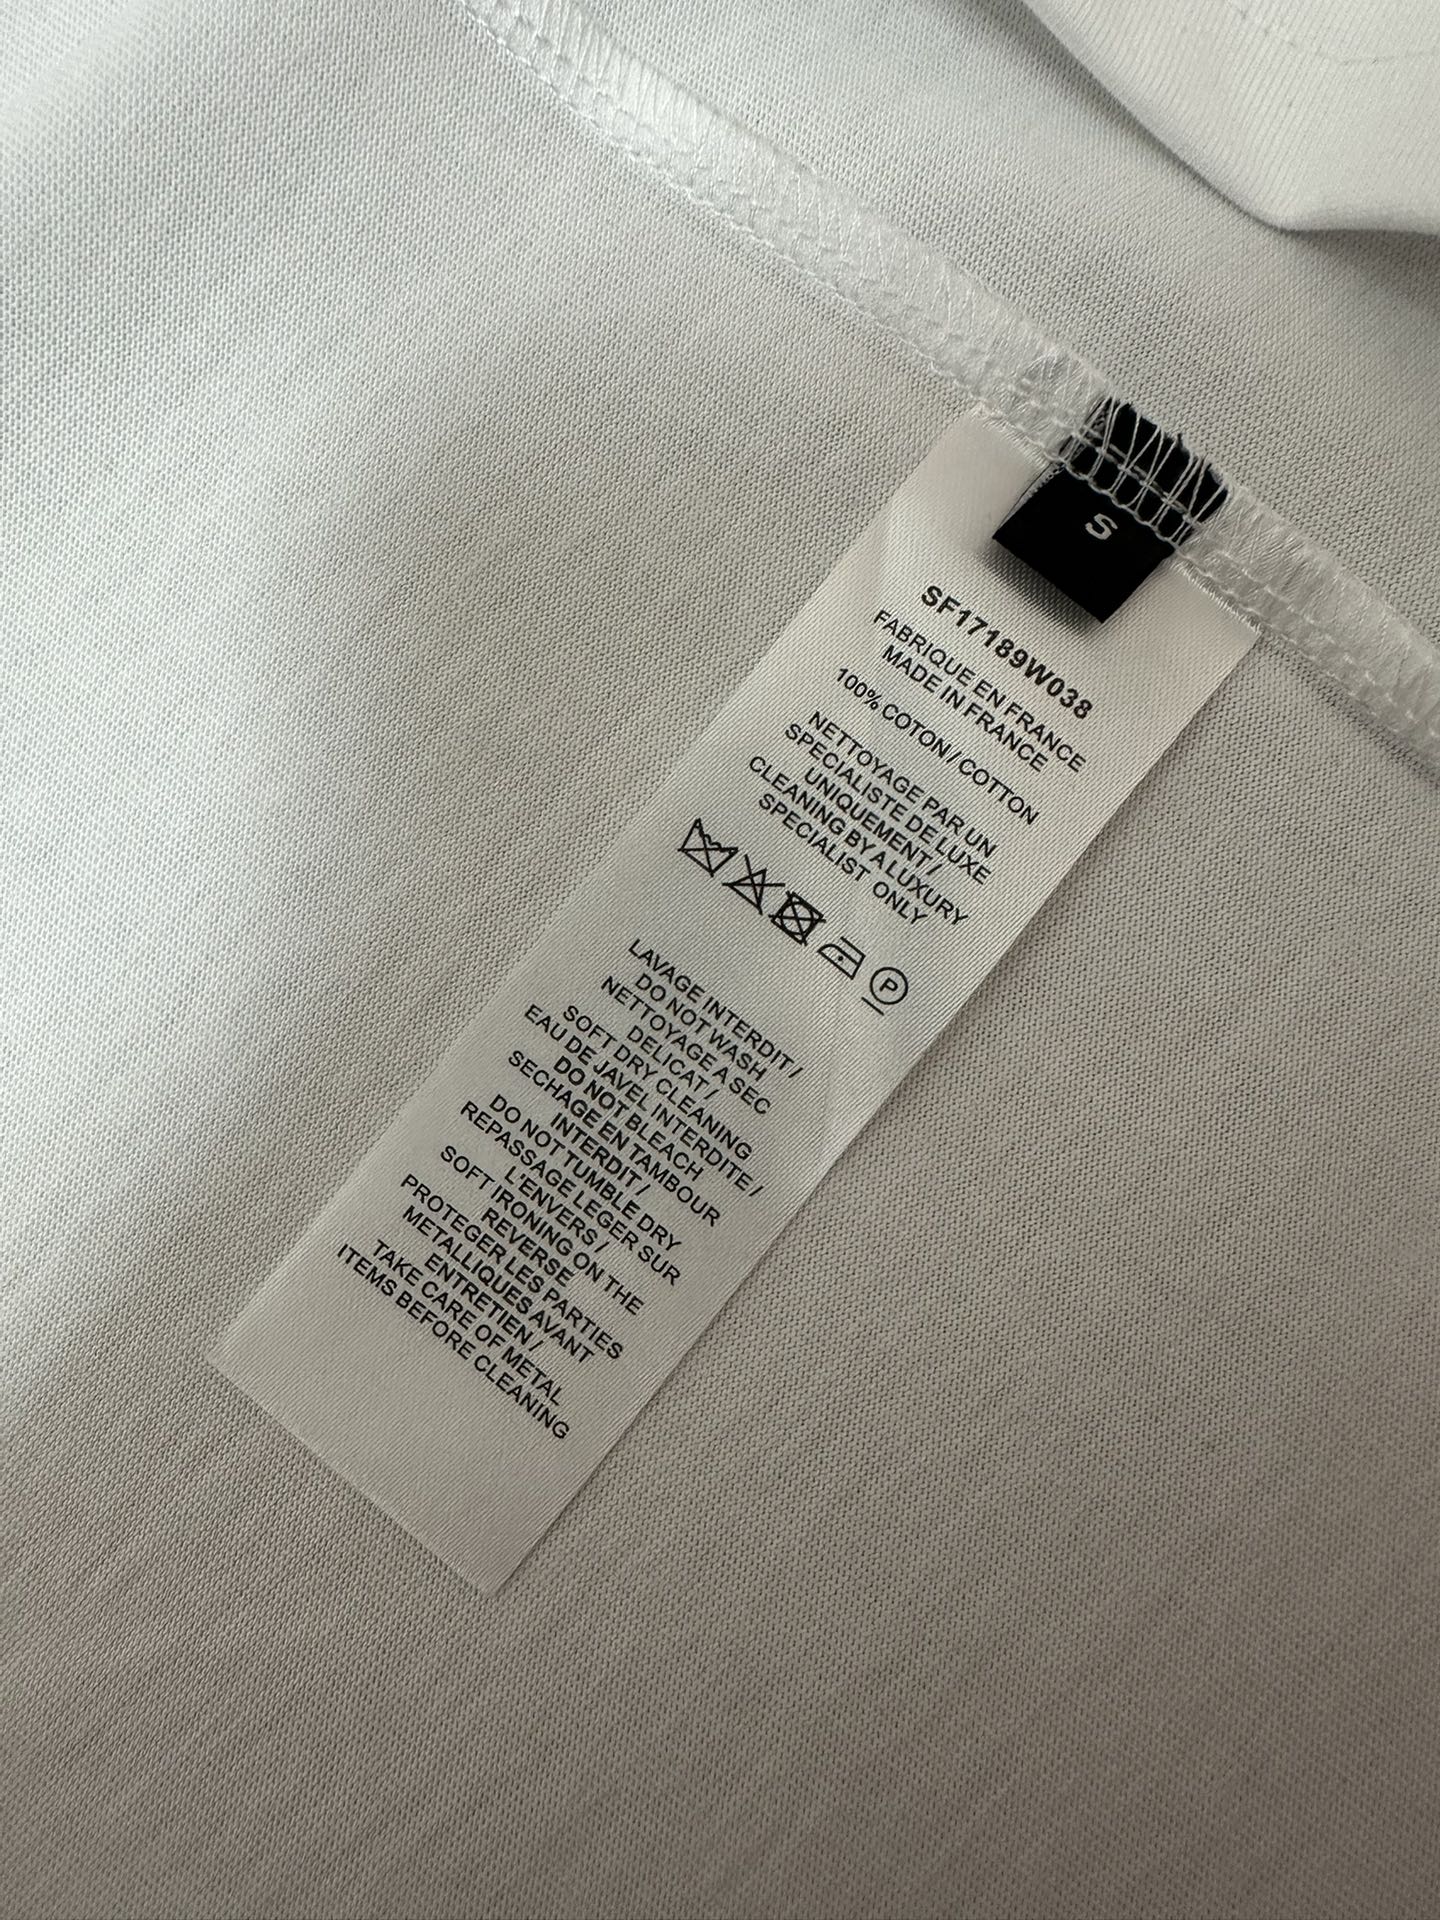 S
SF17189W038
FABRIQUE EN FRANCE
MADE IN FRANCE
100% COTON / COTTON
NETTOYAGE PAR UN
SPECIALISTE DE LUXE
UNIQUEMENT /
CLEANING BY A LUXURY
SPECIALIST ONLY
P
LAVAGE INTERDIT /
DO NOT WASH
NETTOYAGE A SEC
DELICAT /
SOFT DRY CLEANING
EAU DE JAVEL INTERDITE /
DO NOT BLEACH
SECHAGE EN TAMBOUR
INTERDIT /
DO NOT TUMBLE DRY
REPASSAGE LEGER SUR
L'ENVERS /
SOFT IRONING ON THE
REVERSE
PROTEGER LES PARTIES
METALLIQUES AVANT
ENTRETIEN /
TAKE CARE OF METAL
ITEMS BEFORE CLEANING